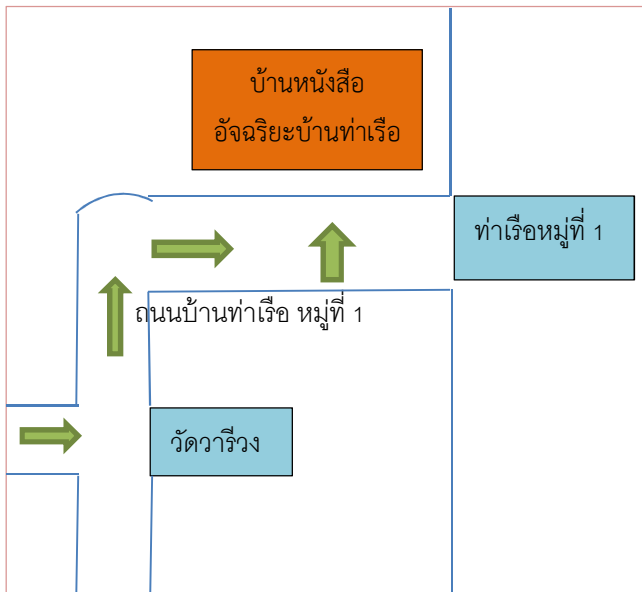 บ้านหนังสือ
อัจฉริยะบ้านท่าเรือ
ท่าเรือหมู่ที่ 1
ถนนบ้านท่าเรือ หมู่ที่ 1
วัดวารีวง